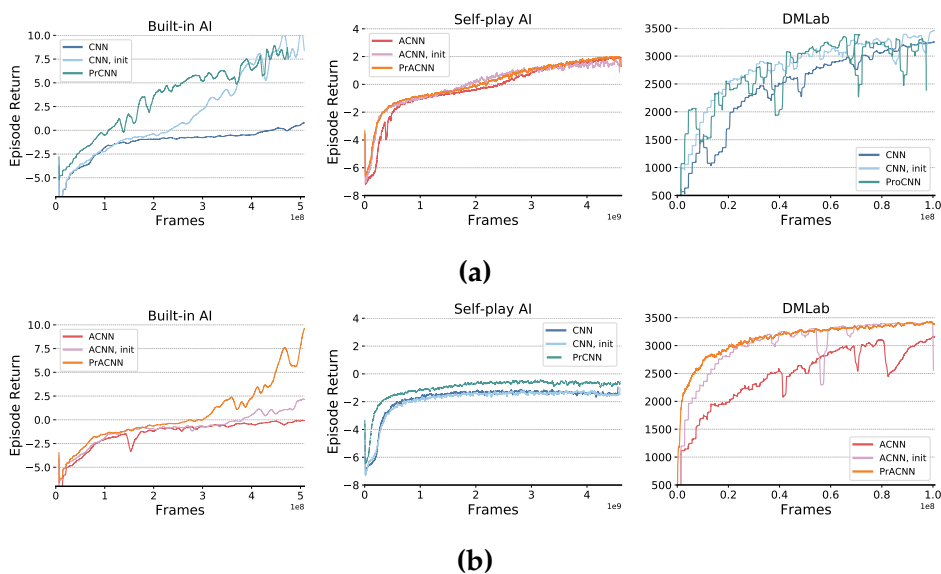 Built-in AI
Episode Return
10.0
7.5
5.0
2.5
0.0
−2.5
−5.0
CNN
CNN, init
PrCNN
0 1 2 3 4 5
1e8
Frames
Self-play AI
Episode Return
4
2
0
−2
−4
−6
−8
ACNN
ACNN, init
PrACNN
0 1 2 3 4
1e9
Frames
DMLab
3500
3000
2500
2000
1500
1000
500
CNN
CNN, init
ProCNN
0.0 0.2 0.4 0.6 0.8 1.0
1e8
Frames
(a)
Built-in AI
Episode Return
10.0
7.5
5.0
2.5
0.0
−2.5
−5.0
ACNN
ACNN, init
PrACNN
0 1 2 3 4 5
1e8
Frames
Self-play AI
Episode Return
4
2
0
−2
−4
−6
−8
CNN
CNN, init
PrCNN
0 1 2 3 4
1e9
Frames
DMLab
3500
3000
2500
2000
1500
1000
500
ACNN
ACNN, init
PrACNN
0.0 0.2 0.4 0.6 0.8 1.0
1e8
Frames
(b)